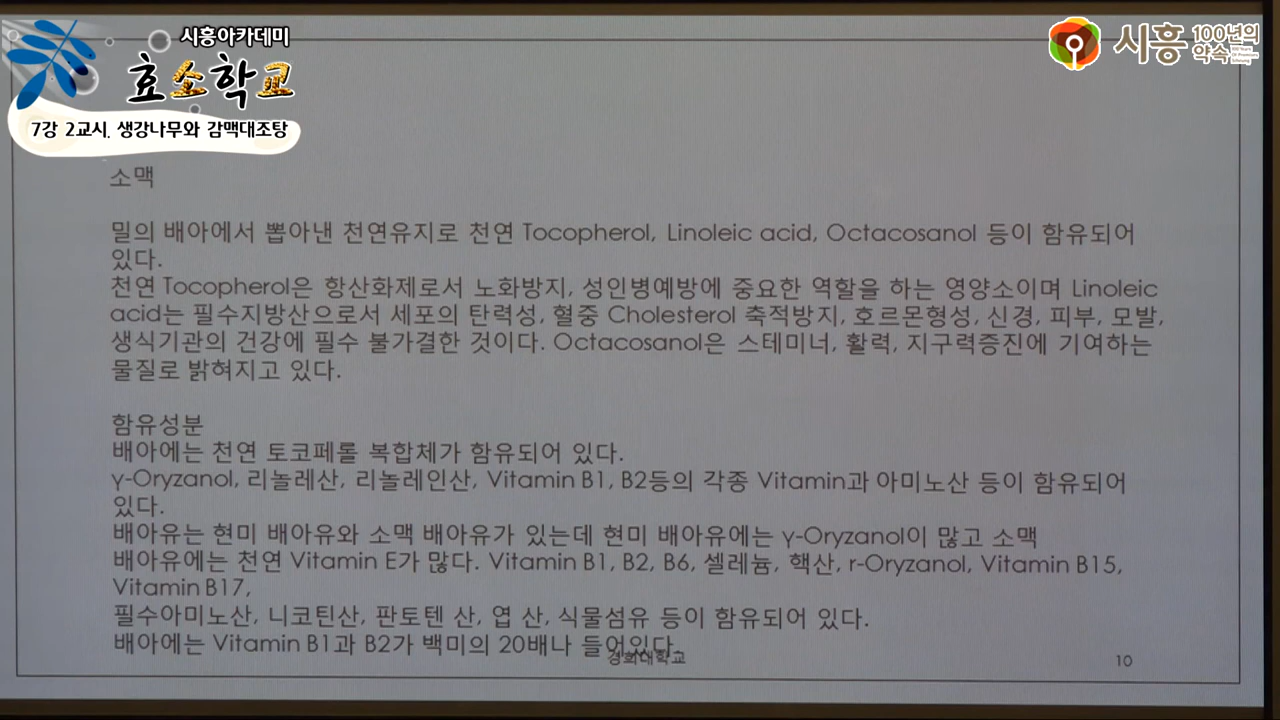 시흥아카데미
효소학교
7강 2교시. 생강나무와 감맥대조탕
시흥 100년의 약속
소맥
밀의 배아에서 뽑아낸 천연유지로 천연 Tocopherol, Linoleic acid, Octacosanol 등이 함유되어
있다.
천연 Tocopherol은 항산화제로서 노화방지, 성인병예방에 중요한 역할을 하는 영양소이며 Linoleic
acid는 필수지방산으로서 세포의 탄력성, 혈중 Cholesterol 축적방지, 호르몬형성, 신경, 피부, 모발,
생식기관의 건강에 필수 불가결한 것이다. Octacosanol은 스테미너, 활력, 지구력증진에 기여하는
물질로 밝혀지고 있다.
함유성분
배아에는 천연 토코페롤 복합체가 함유되어 있다.
γ-Oryzanol, 리놀레산, 리놀레인산, Vitamin B1, B2등의 각종 Vitamin과 아미노산 등이 함유되어
있다.
배아유는 현미 배아유와 소맥 배아유가 있는데 현미 배아유에는 γ-Oryzanol이 많고 소맥
배아유에는 천연 Vitamin E가 많다. Vitamin B1, B2, B6, 셀레늄, 핵산, r-Oryzanol, Vitamin B15,
Vitamin B17,
필수아미노산, 니코틴산, 판토텐 산, 엽 산, 식물섬유 등이 함유되어 있다.
배아에는 Vitamin B1과 B2가 백미의 20배나 들어있다.
경희대학교
10